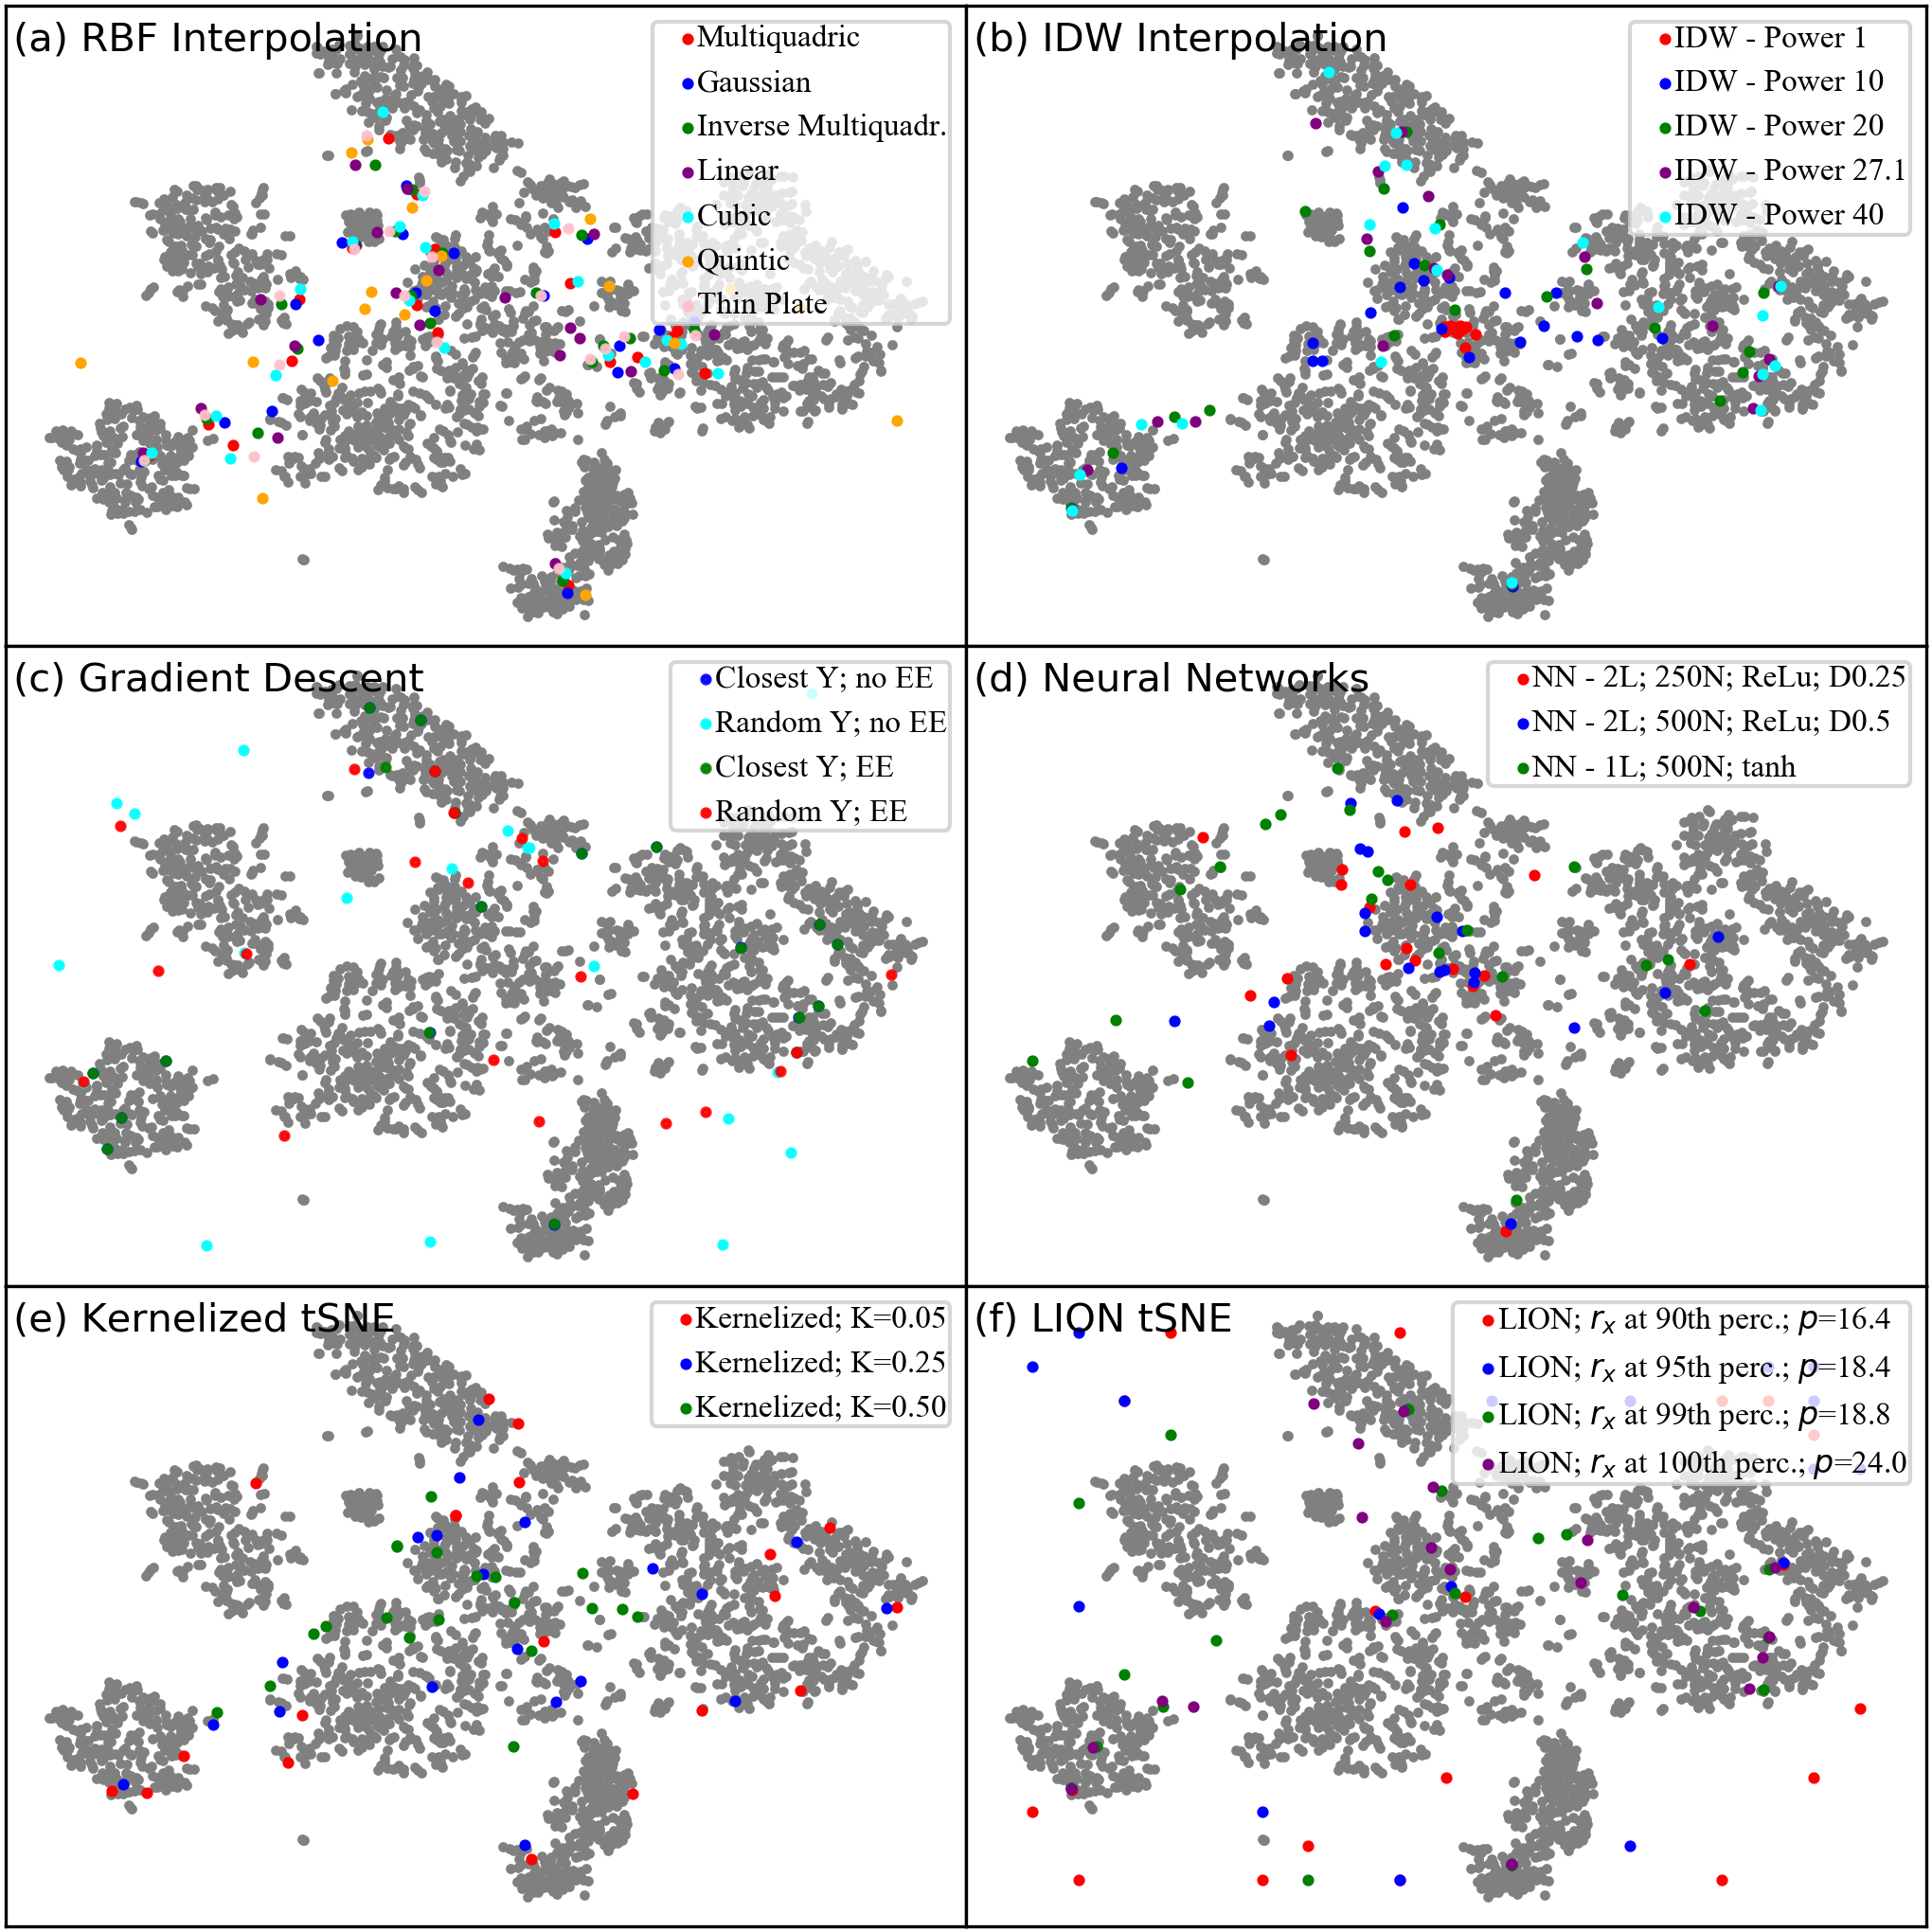 (a) RBF Interpolation
Multiquadric
Gaussian
Inverse Multiquadr.
Linear
Cubic
Quintic
Thin Plate
(b) IDW Interpolation
IDW - Power 1
IDW - Power 10
IDW - Power 20
IDW - Power 27.1
IDW - Power 40
(c) Gradient Descent
Closest Y; no EE
Random Y; no EE
Closest Y; EE
Random Y; EE
(d) Neural Networks
NN - 2L; 250N; ReLu; D0.25
NN - 2L; 500N; ReLu; D0.5
NN - 1L; 500N; tanh
(e) Kernelized tSNE
Kernelized; K=0.05
Kernelized; K=0.25
Kernelized; K=0.50
(f) LION tSNE
LION; rₓ at 90th perc.; p=16.4
LION; rₓ at 95th perc.; p=18.4
LION; rₓ at 99th perc.; p=18.8
LION; rₓ at 100th perc.; p=24.0